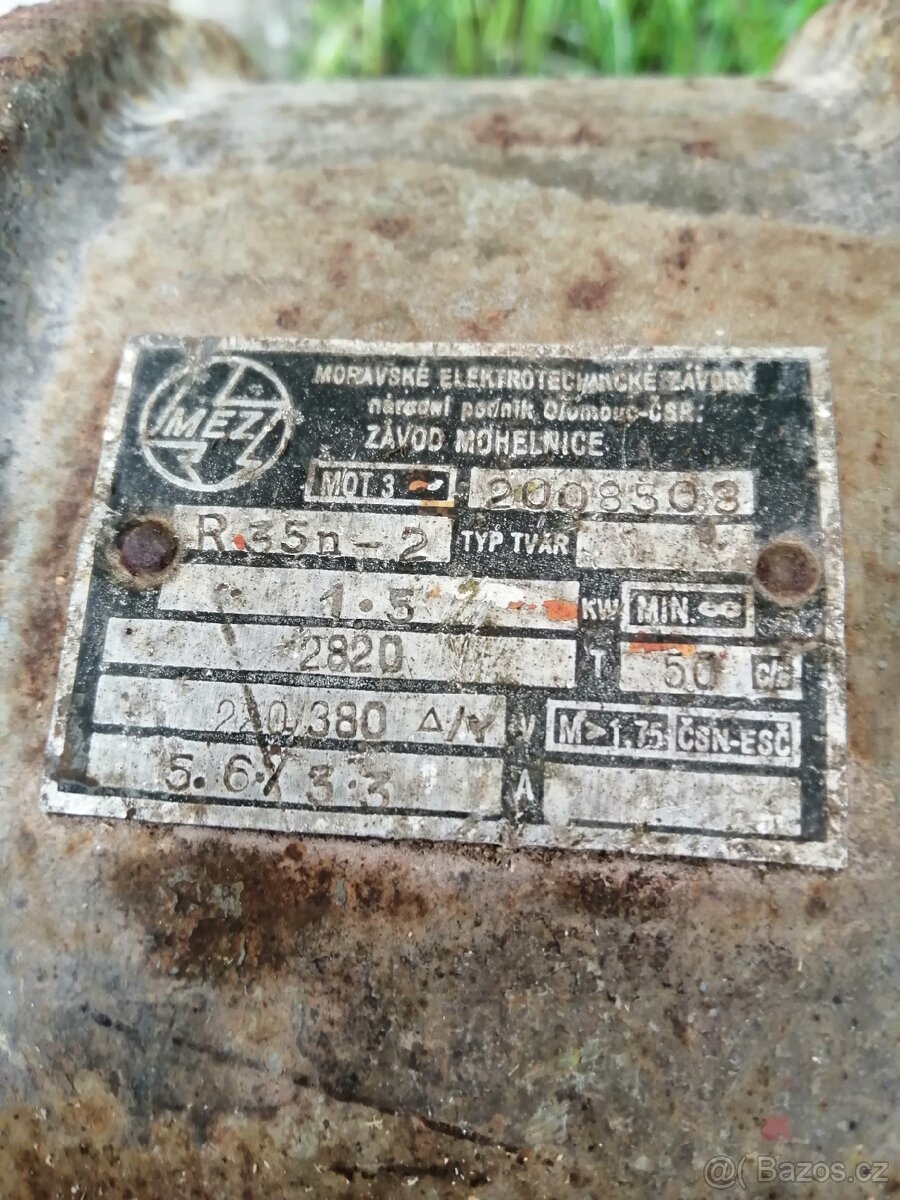 MEZ
MORAVSKÉ ELEKTROTECHNICKÉ ZÁVODY
národní podnik Olomouc-ČSR.
ZÁVOD MOHELNICE
MOT 3 ~ 2008508
R 35n-2 TYP TVAR
1.5 KW MIN. ∞
2820 T 50 c/s
220/380 Δ/Y V M>1.75 ČSN-ESČ
5.6/3.3 A
@Bazos.cz